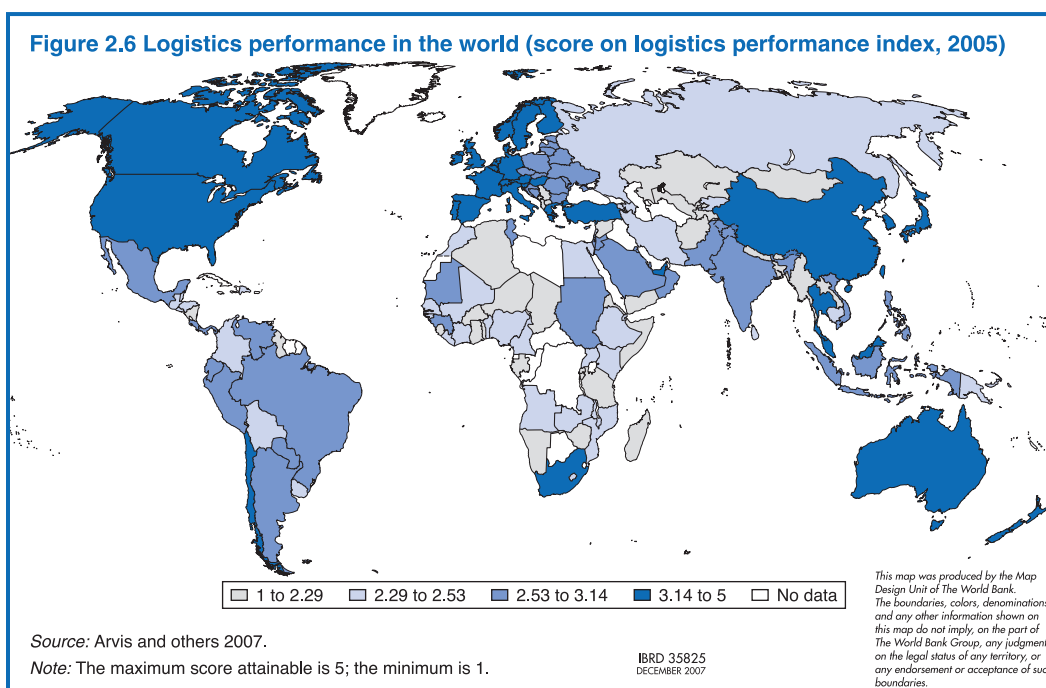 Figure 2.6 Logistics performance in the world (score on logistics performance index, 2005)
1 to 2.29 2.29 to 2.53 2.53 to 3.14 3.14 to 5 No data
This map was produced by the Map
Design Unit of The World Bank.
The boundaries, colors, denominations
and any other information shown on
this map do not imply, on the part of
The World Bank Group, any judgment
on the legal status of any territory, or
any endorsement or acceptance of suc
boundaries.
Source: Arvis and others 2007.
Note: The maximum score attainable is 5; the minimum is 1.
IBRD 35825
DECEMBER 2007